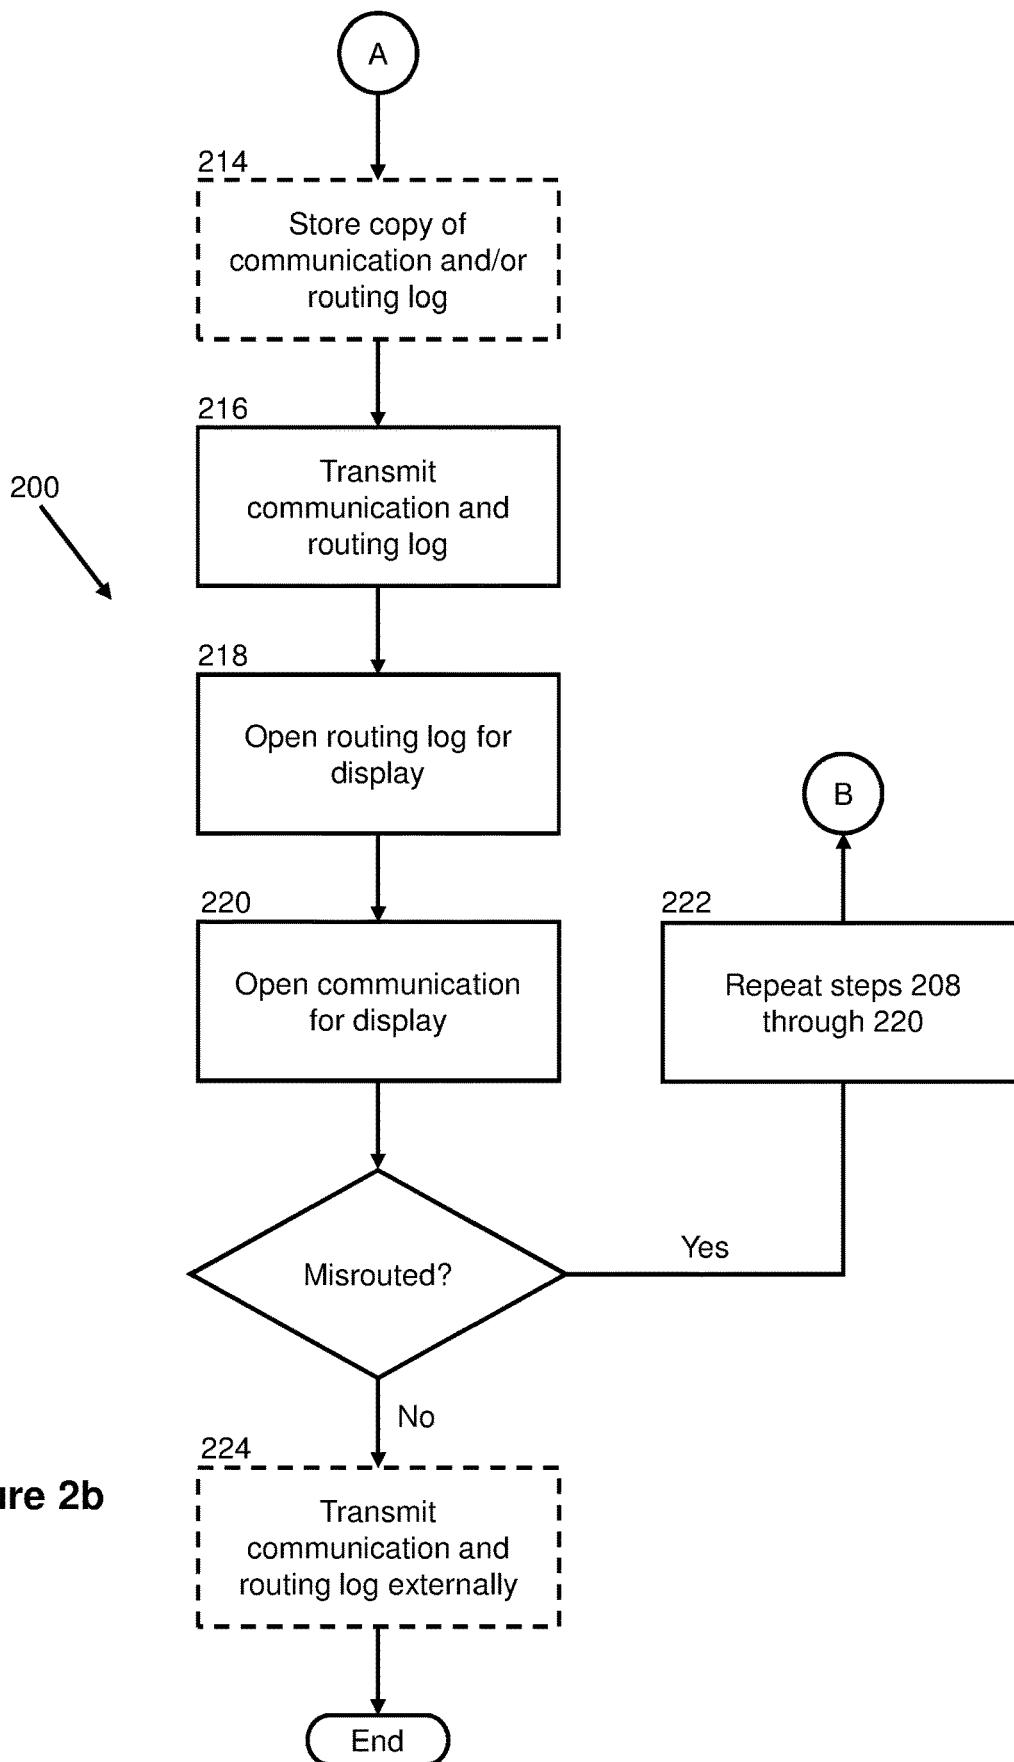 A
214
Store copy of
communication and/or
routing log
216
Transmit
communication and
routing log
200
218
Open routing log for
display
B
220
Open communication
for display
222
Repeat steps 208
through 220
Misrouted?
Yes
No
224
Transmit
communication and
routing log externally
2b
End